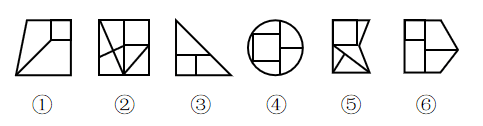 ① ② ③ ④ ⑤ ⑥